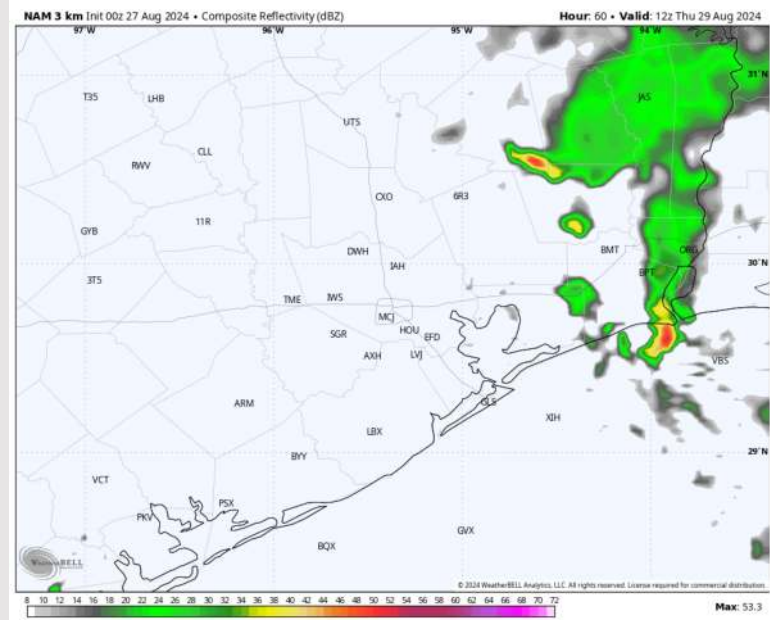 NAM 3 km Init 00z 27 Aug 2024 • Composite Reflectivity (dBZ) Hour: 60 • Valid: 12z Thu 29 Aug 2024
97°W 96°W 95°W 94°W
31°N
T35 LHB JAS
UTS
CLL
RWV
CXO 6R3
11R
GYB
DWH BMT ORG
IAH 30°N
3T5 BPT
TME IWS
MCJ
SGR HOU EFD
AXH LVJ VBS
ARM GLS
XIH
LBX
29°N
BYY
VCT
PSX
PKV
GVX
BQX
WEATHERBELL
© 2024 WeatherBELL Analytics, LLC. All rights reserved. License required for commercial distribution.
8 10 12 14 16 18 20 22 24 26 28 30 32 34 35 36 38 40 42 44 46 48 50 52 54 56 58 60 62 64 66 68 70 72
Max: 53.3